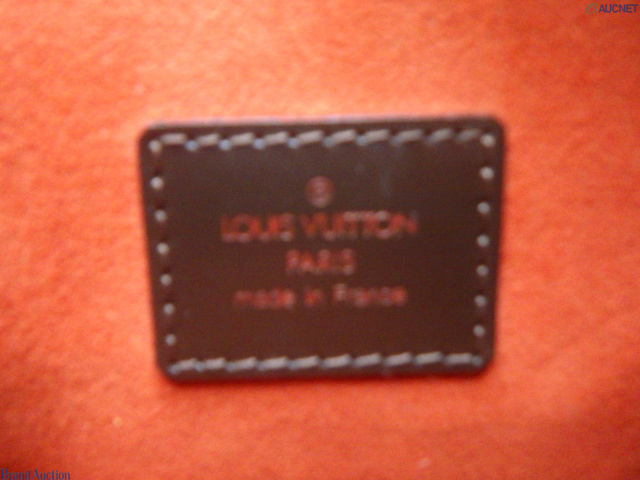 AUCNET
®
LOUIS VUITTON
PARIS
made in France
Brand Auction